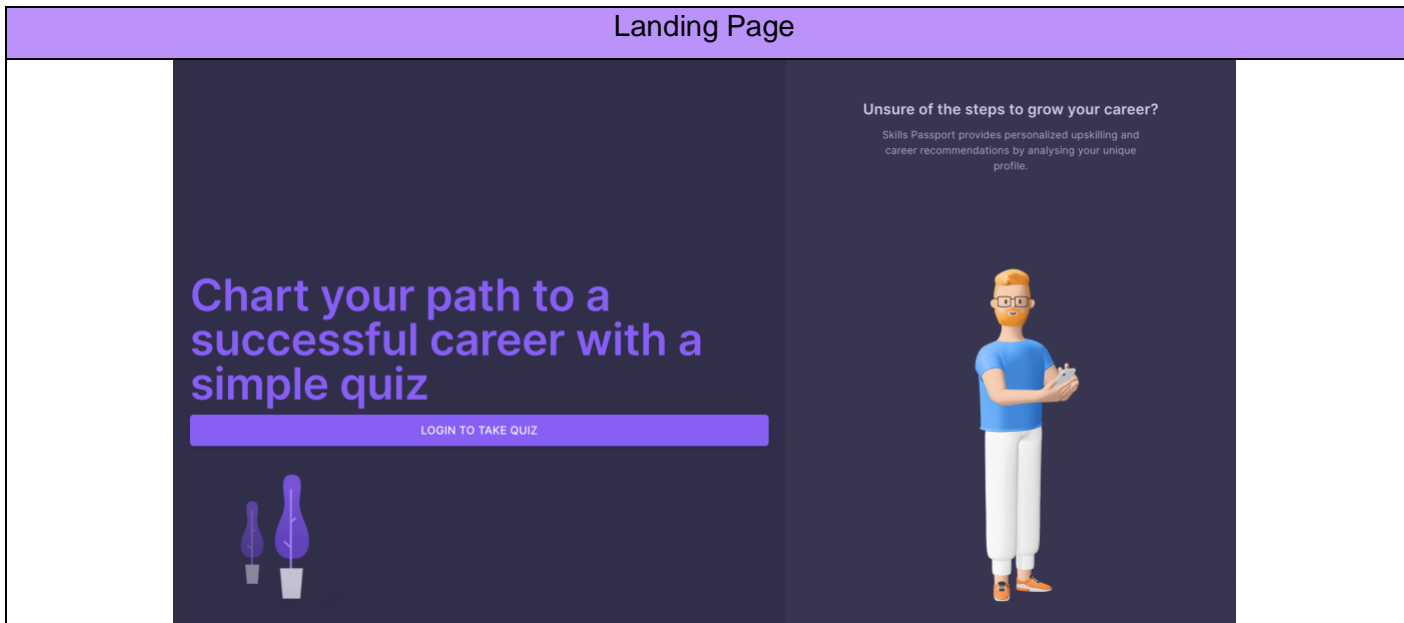 Landing Page
Unsure of the steps to grow your career?
Skills Passport provides personalized upskilling and
career recommendations by analysing your unique
profile.
Chart your path to a
successful career with a
simple quiz
LOGIN TO TAKE QUIZ